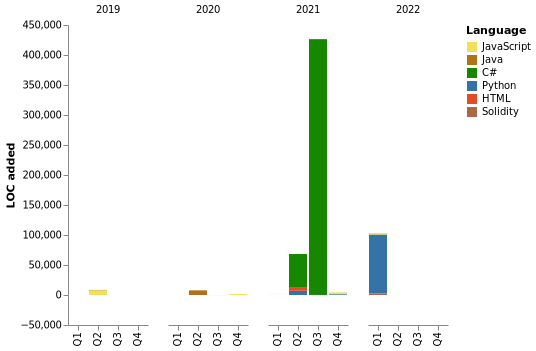 2019 2020 2021 2022
LOC added
450,000
400,000
350,000
300,000
250,000
200,000
150,000
100,000
50,000
0
−50,000
Q1 Q2 Q3 Q4 Q1 Q2 Q3 Q4 Q1 Q2 Q3 Q4 Q1 Q2 Q3 Q4
Language
JavaScript
Java
C#
Python
HTML
Solidity